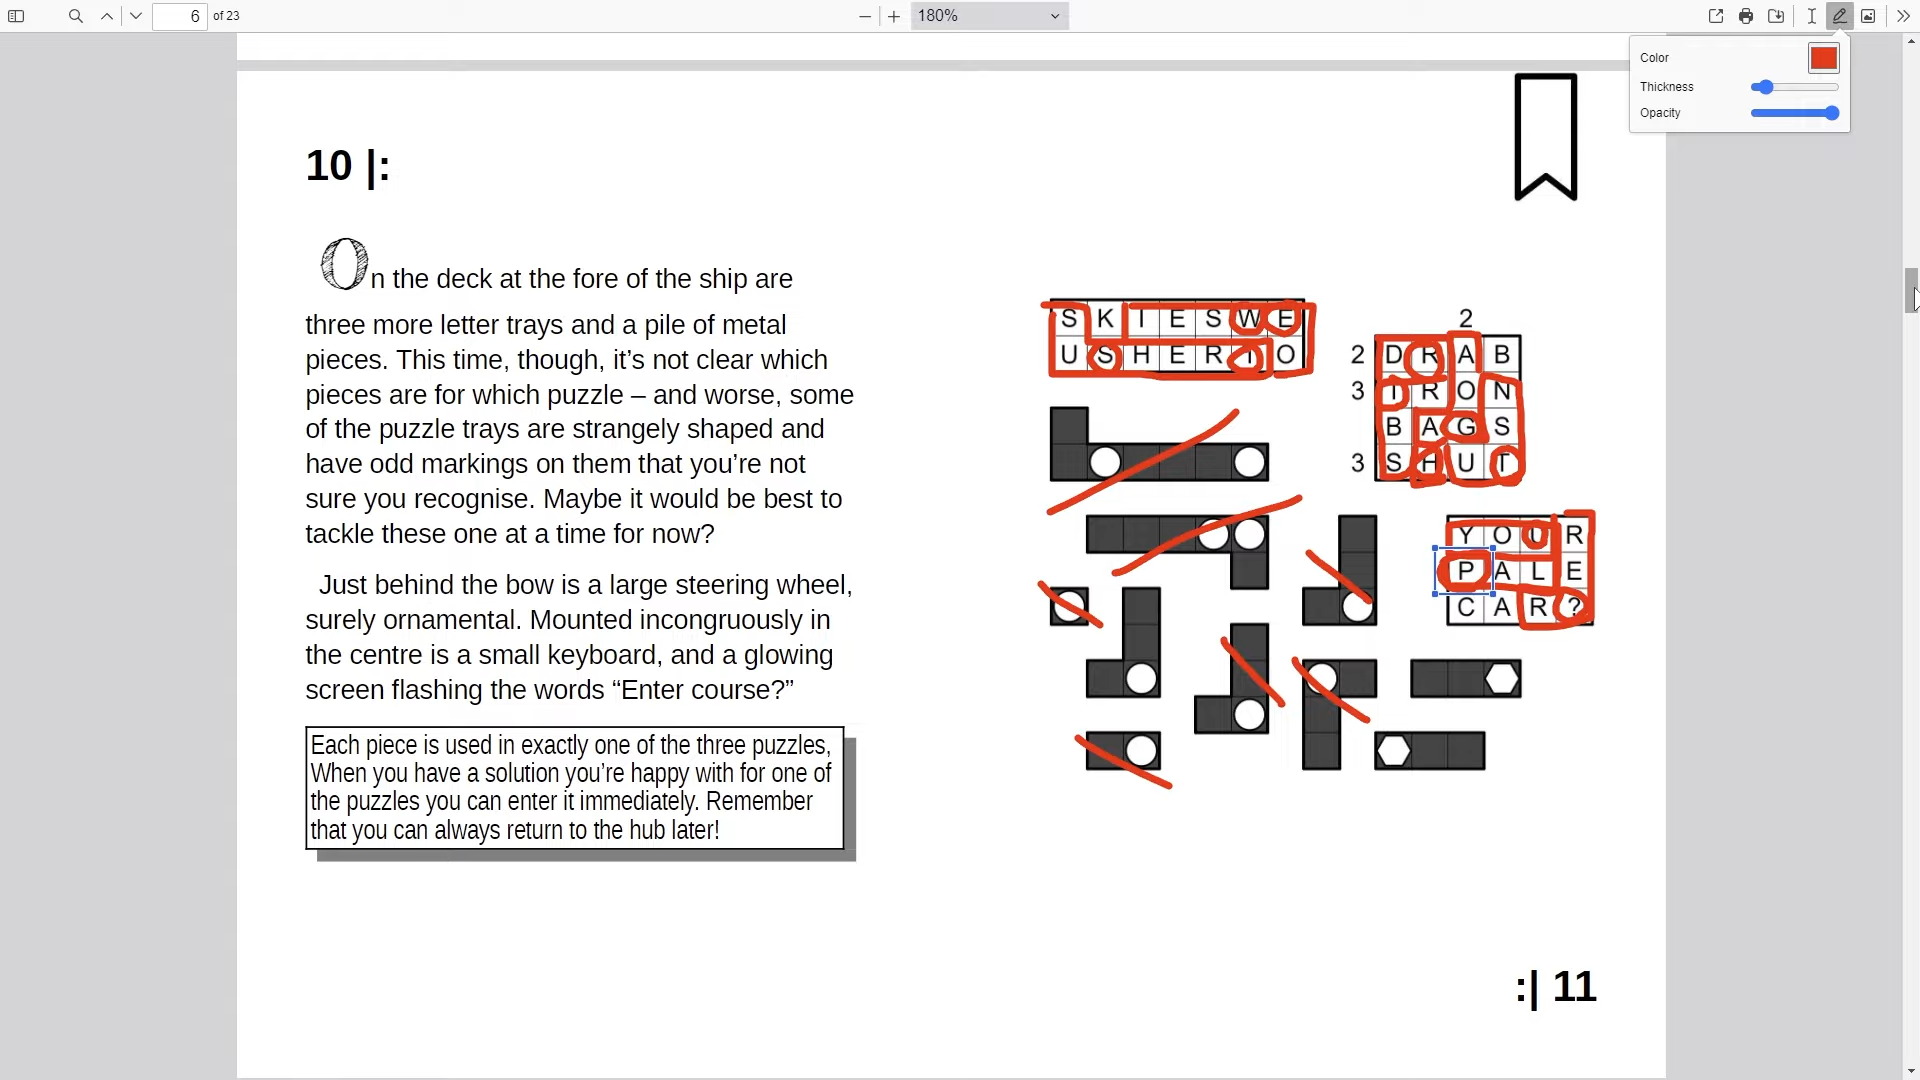 6 of 23
180%
Color
Thickness
Opacity
10 |:
On the deck at the fore of the ship are
three more letter trays and a pile of metal
pieces. This time, though, it’s not clear which
pieces are for which puzzle – and worse, some
of the puzzle trays are strangely shaped and
have odd markings on them that you’re not
sure you recognise. Maybe it would be best to
tackle these one at a time for now?
Just behind the bow is a large steering wheel,
surely ornamental. Mounted incongruously in
the centre is a small keyboard, and a glowing
screen flashing the words “Enter course?”
Each piece is used in exactly one of the three puzzles,
When you have a solution you’re happy with for one of
the puzzles you can enter it immediately. Remember
that you can always return to the hub later!
S K I E S W E
U S H E R I O
2
2 D R A B
3 I R O N
B A G S
3 S H U T
Y O U R
P A L E
C A R ?
:| 11